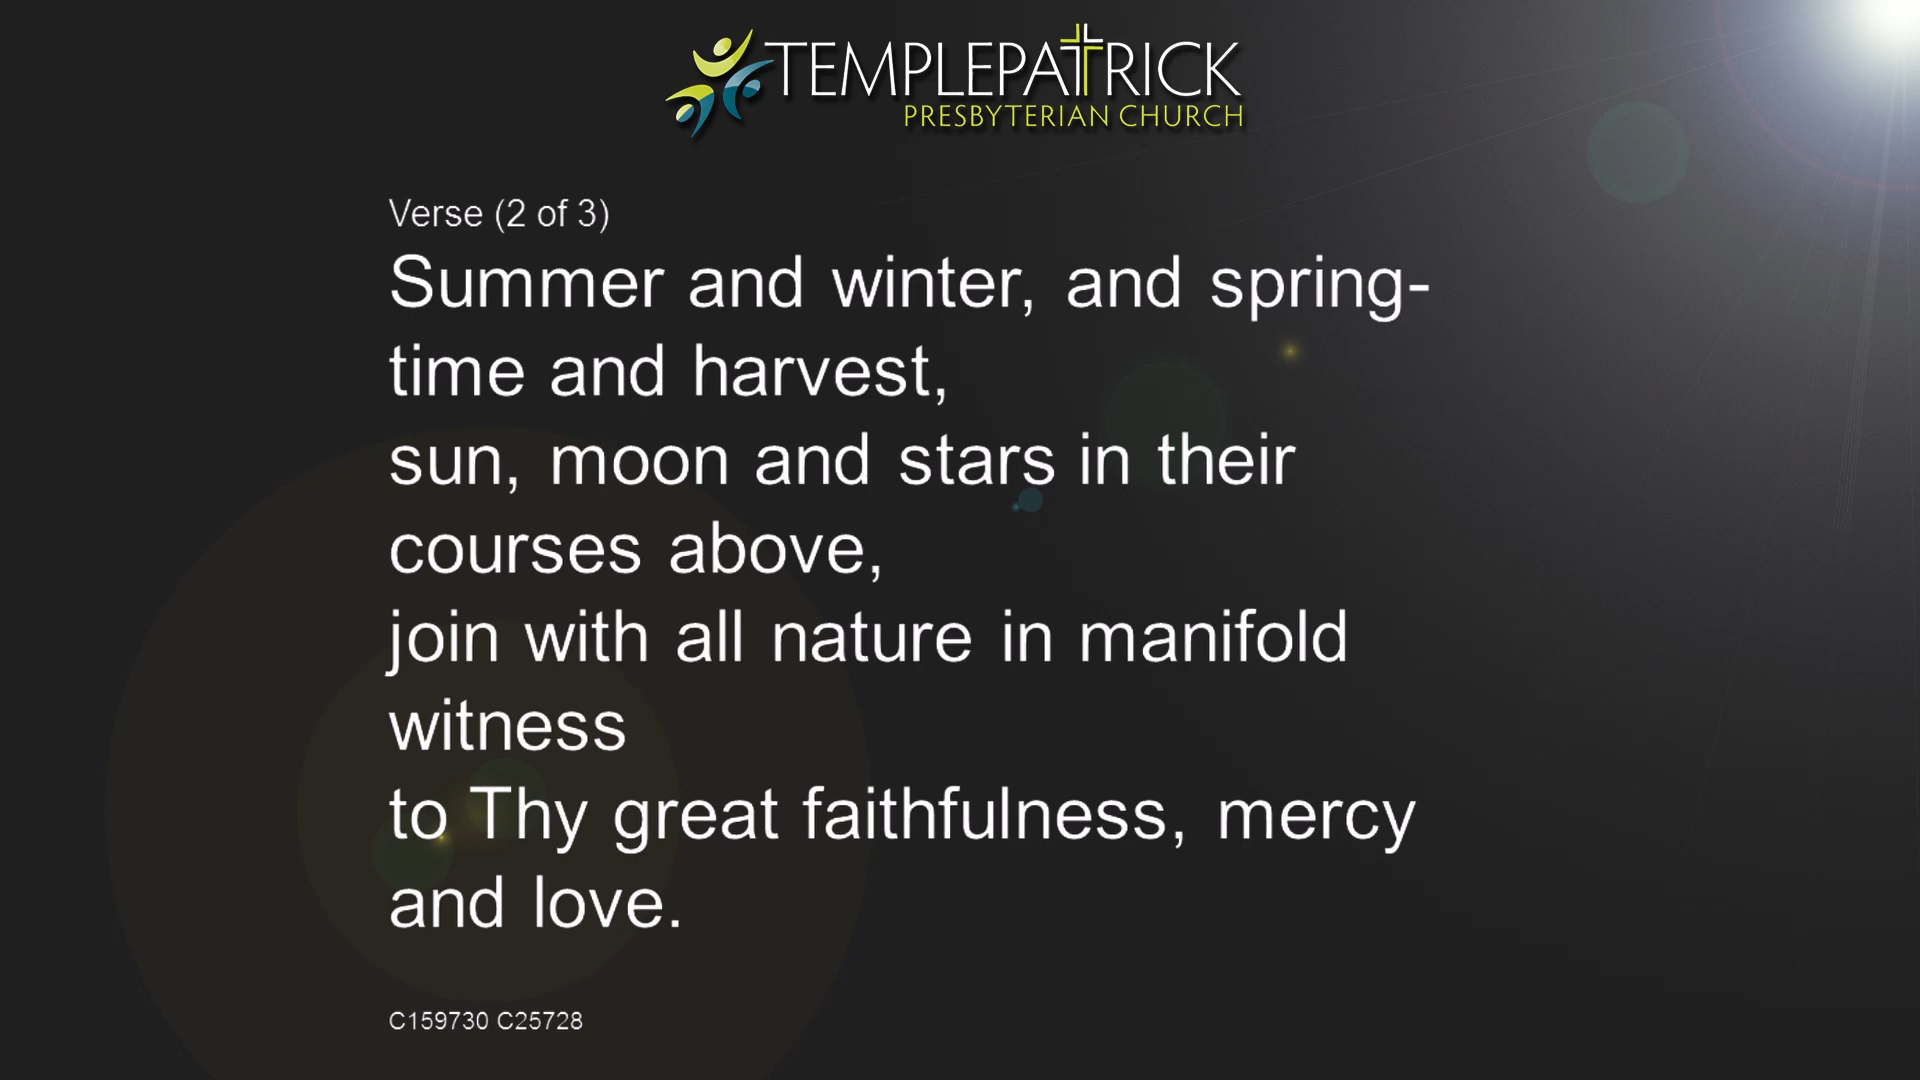 TEMPLEPATRICK
PRESBYTERIAN CHURCH
Verse (2 of 3)
Summer and winter, and spring-
time and harvest,
sun, moon and stars in their
courses above,
join with all nature in manifold
witness
to Thy great faithfulness, mercy
and love.
C159730 C25728